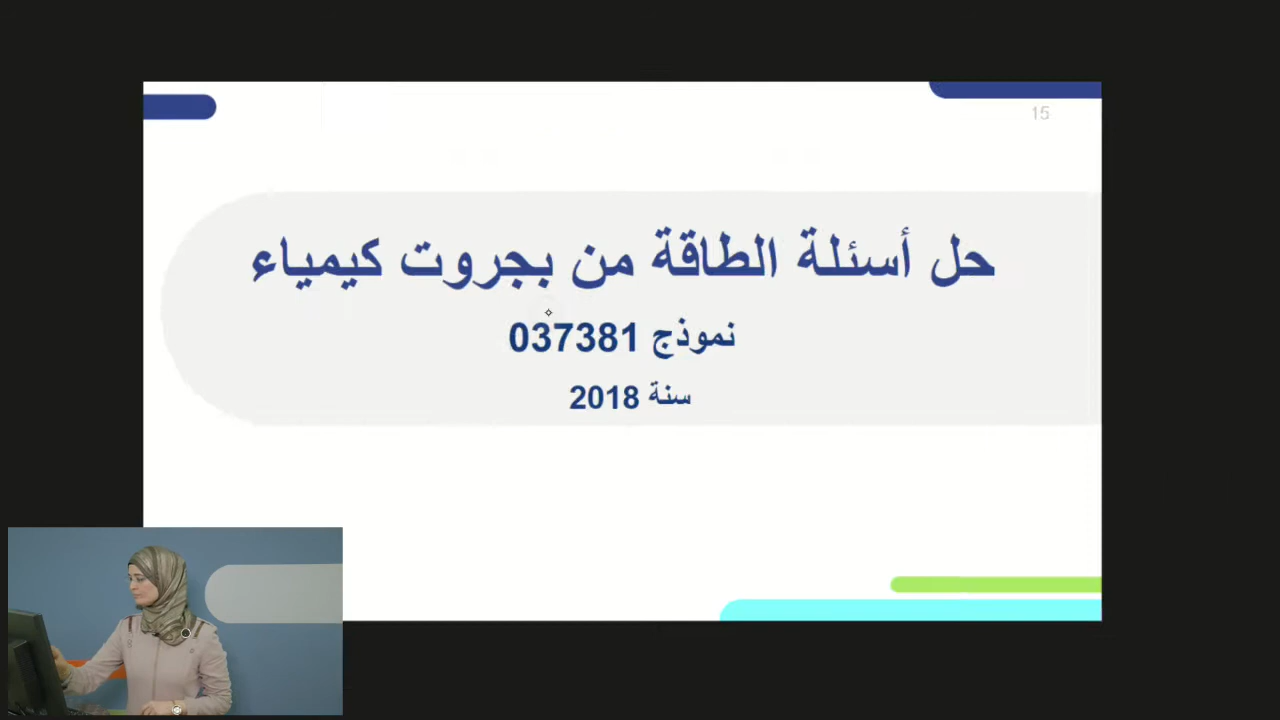 15
حل أسئلة الطاقة من بجروت كيمياء
نموذج 037381
سنة 2018